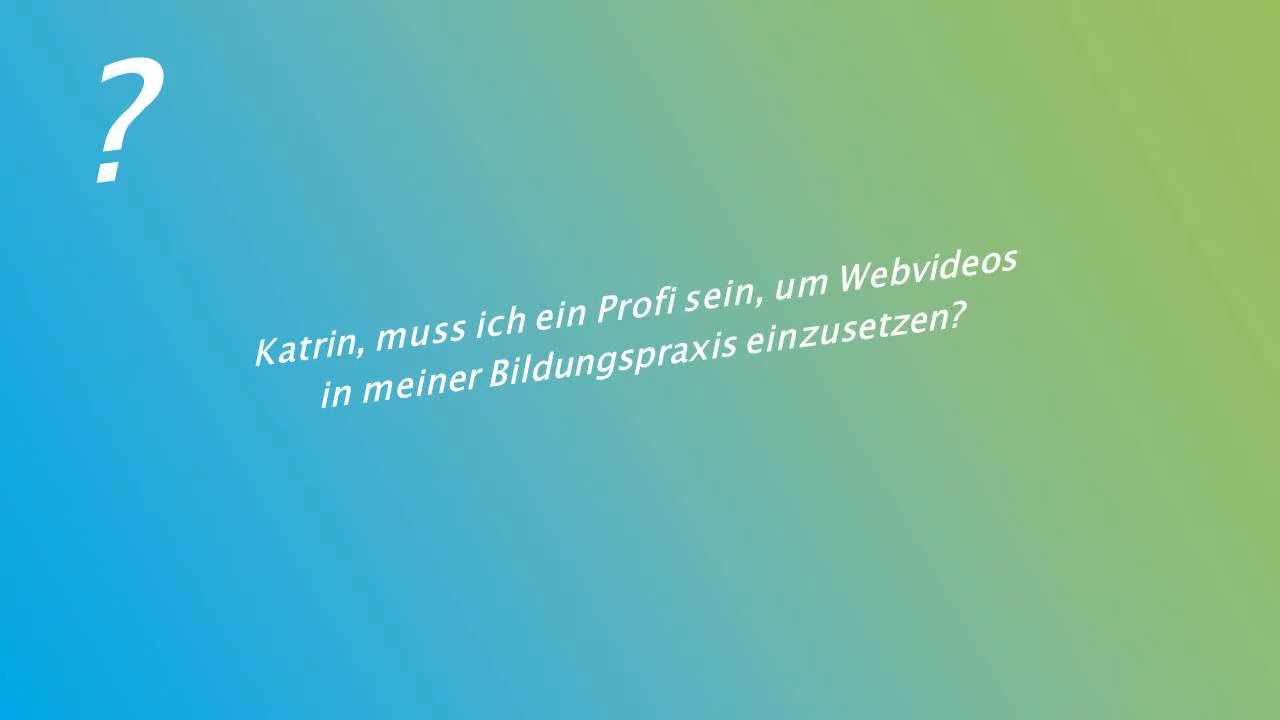 ?
Katrin, muss ich ein Profi sein, um Webvideos
in meiner Bildungspraxis einzusetzen?